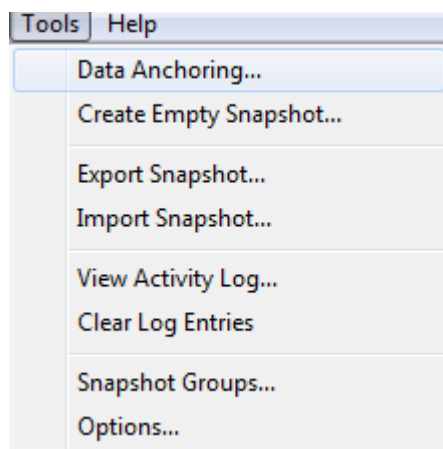 Tools Help
Data Anchoring...
Create Empty Snapshot...
Export Snapshot...
Import Snapshot...
View Activity Log...
Clear Log Entries
Snapshot Groups...
Options...